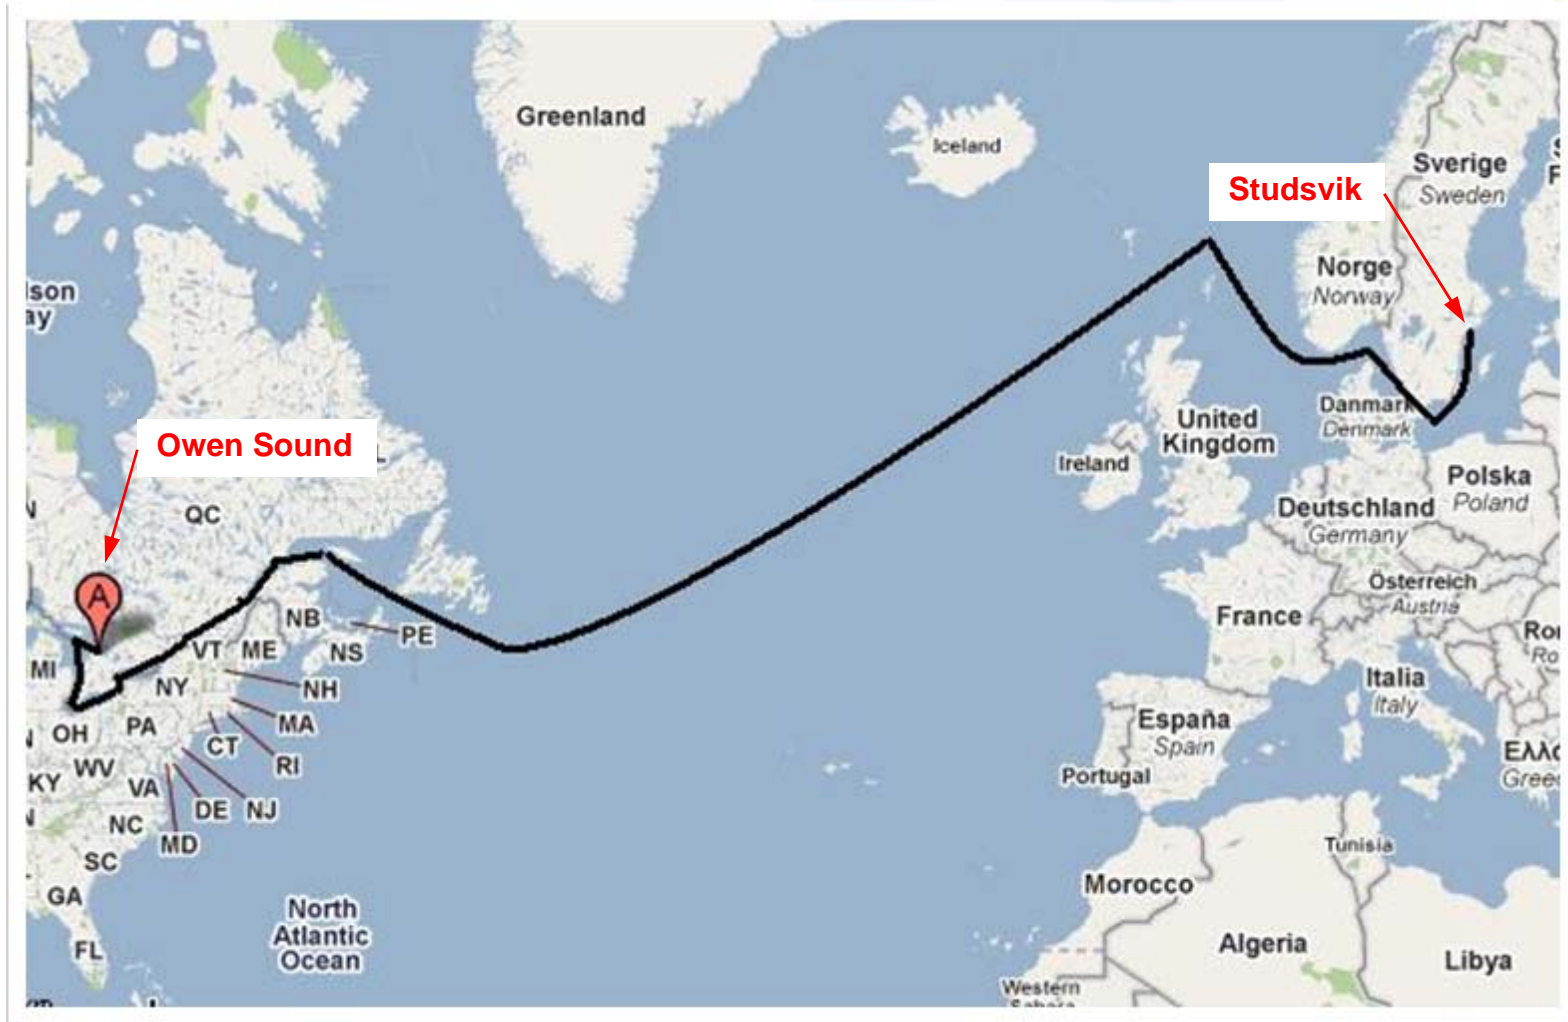 Greenland
Iceland
Studsvik
Sverige
Sweden
Norge
Norway
Owen Sound
QC
A
United
Kingdom
Ireland
Danmark
Denmark
Polska
Poland
Deutschland
Germany
Österreich
Austria
France
NB
PE
NS
VT
ME
MI
NY
NH
MA
OH
PA
CT
RI
WV
KY
VA
DE
NJ
NC
MD
SC
GA
FL
North
Atlantic
Ocean
Italia
Italy
España
Spain
Portugal
Tunisia
Morocco
Algeria
Libya
Western